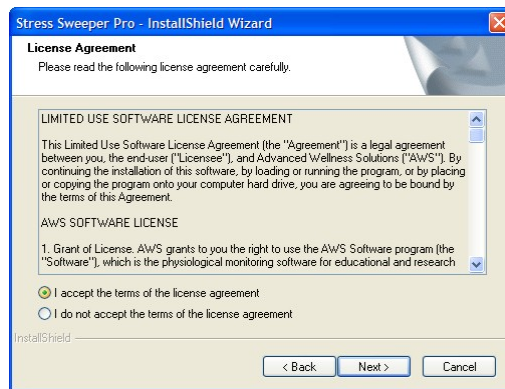 Stress Sweeper Pro - InstallShield Wizard
License Agreement
Please read the following license agreement carefully.
LIMITED USE SOFTWARE LICENSE AGREEMENT
This Limited Use Software License Agreement (the "Agreement") is a legal agreement
between you, the end-user ("Licensee"), and Advanced Wellness Solutions ("AWS"). By
continuing the installation of this software, by loading or running the program, or by placing
or copying the program onto your computer hard drive, you are agreeing to be bound by
the terms of this Agreement.
AWS SOFTWARE LICENSE
1. Grant of License. AWS grants to you the right to use the AWS Software program (the
"Software"), which is the physiological monitoring software for educational and research
I accept the terms of the license agreement
I do not accept the terms of the license agreement
InstallShield
< Back
Next >
Cancel